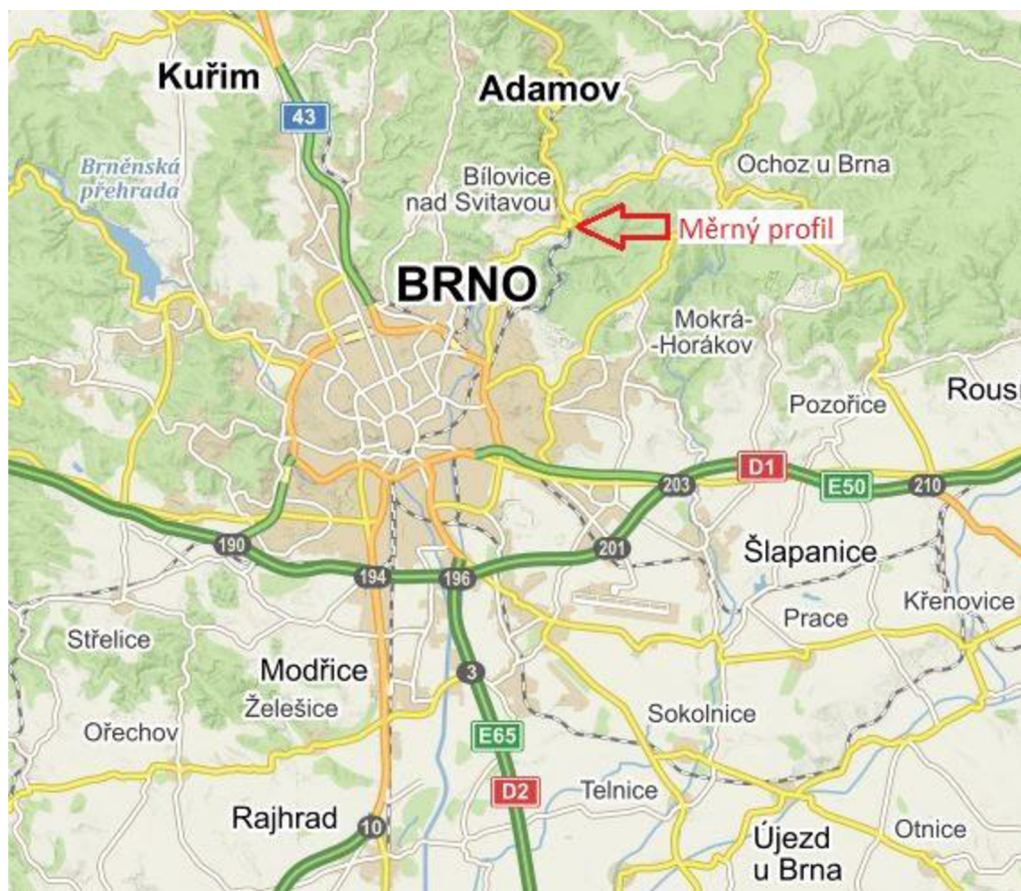 Kuřim
Adamov
43
Brněnská
přehrada
Bílovice
nad Svitavou
Ochoz u Brna
Měrný profil
BRNO
Mokrá-
-Horákov
Pozořice
D1
203
E50
210
190
201
194
196
Šlapanice
Křenovice
Prace
Střelice
Modřice
3
Želešice
Sokolnice
Ořechov
E65
D2
Telnice
Rajhrad
10
Újezd
u Brna
Otnice